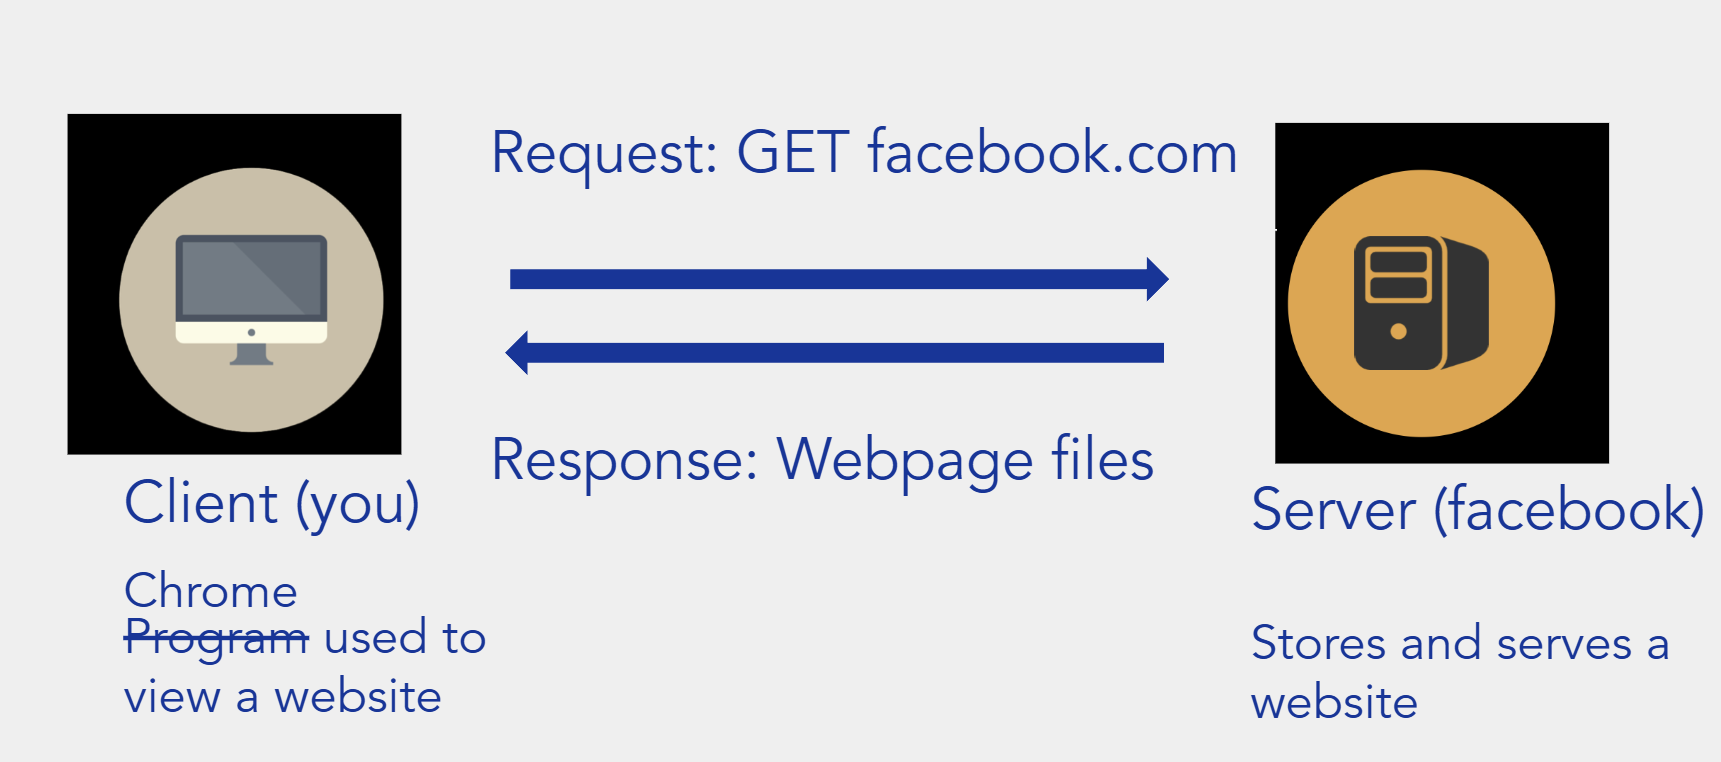 Request: GET facebook.com
Response: Webpage files
Client (you)
Server (facebook)
Chrome
Program used to
view a website
Stores and serves a
website